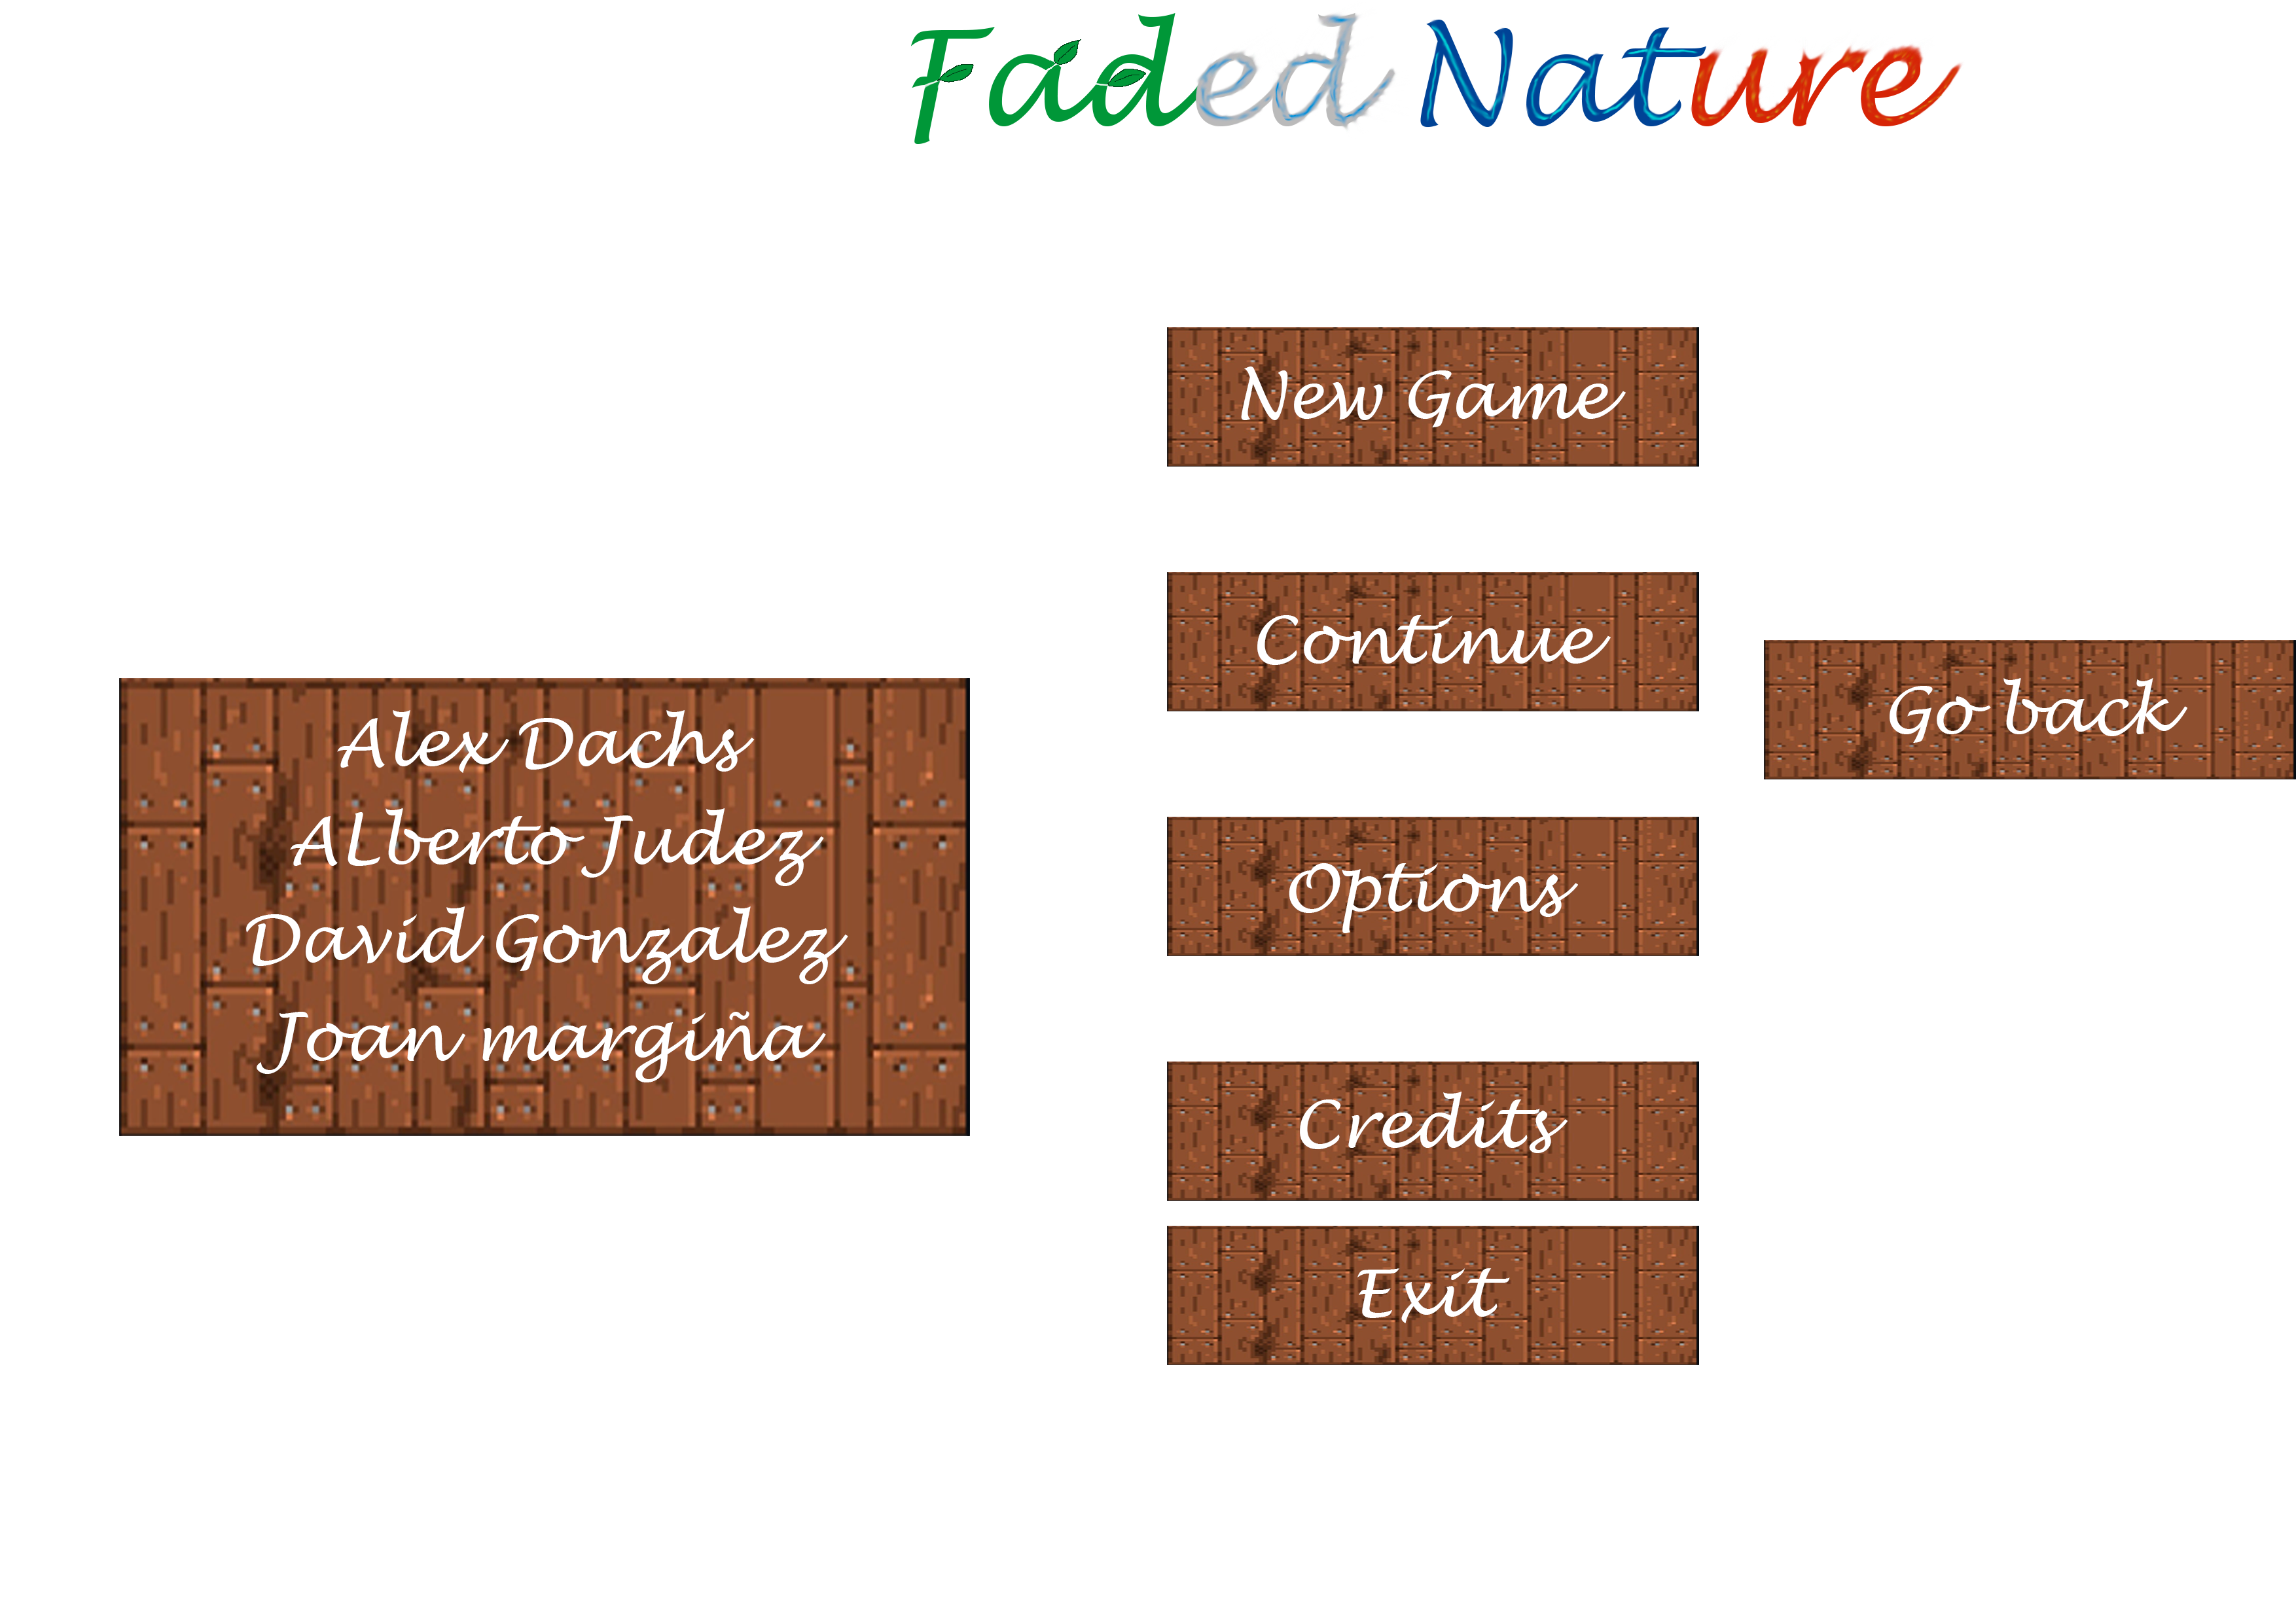 Faded Nature
New Game
Continue
Go back
Alex Dachs
ALberto Judez
David Gonzalez
Joan margiña
Options
Credits
Exit